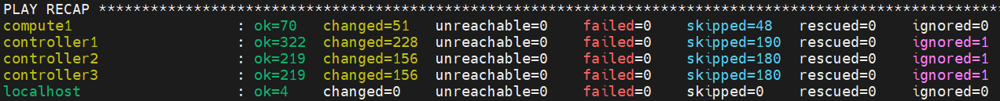 PLAY RECAP *********************************************************************************************************
compute1 : ok=70 changed=51 unreachable=0 failed=0 skipped=48 rescued=0 ignored=0
controller1 : ok=322 changed=228 unreachable=0 failed=0 skipped=190 rescued=0 ignored=1
controller2 : ok=219 changed=156 unreachable=0 failed=0 skipped=180 rescued=0 ignored=1
controller3 : ok=219 changed=156 unreachable=0 failed=0 skipped=180 rescued=0 ignored=1
localhost : ok=4 changed=0 unreachable=0 failed=0 skipped=0 rescued=0 ignored=0